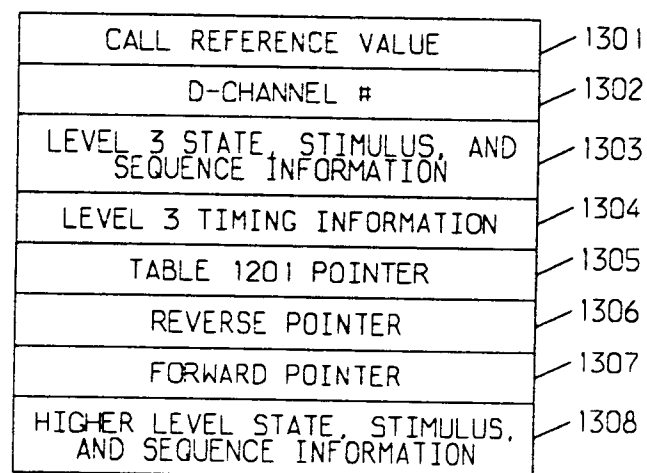 CALL REFERENCE VALUE 1301
D-CHANNEL # 1302
LEVEL 3 STATE, STIMULUS, AND
SEQUENCE INFORMATION 1303
LEVEL 3 TIMING INFORMATION 1304
TABLE 1201 POINTER 1305
REVERSE POINTER 1306
FORWARD POINTER 1307
HIGHER LEVEL STATE, STIMULUS,
AND SEQUENCE INFORMATION 1308